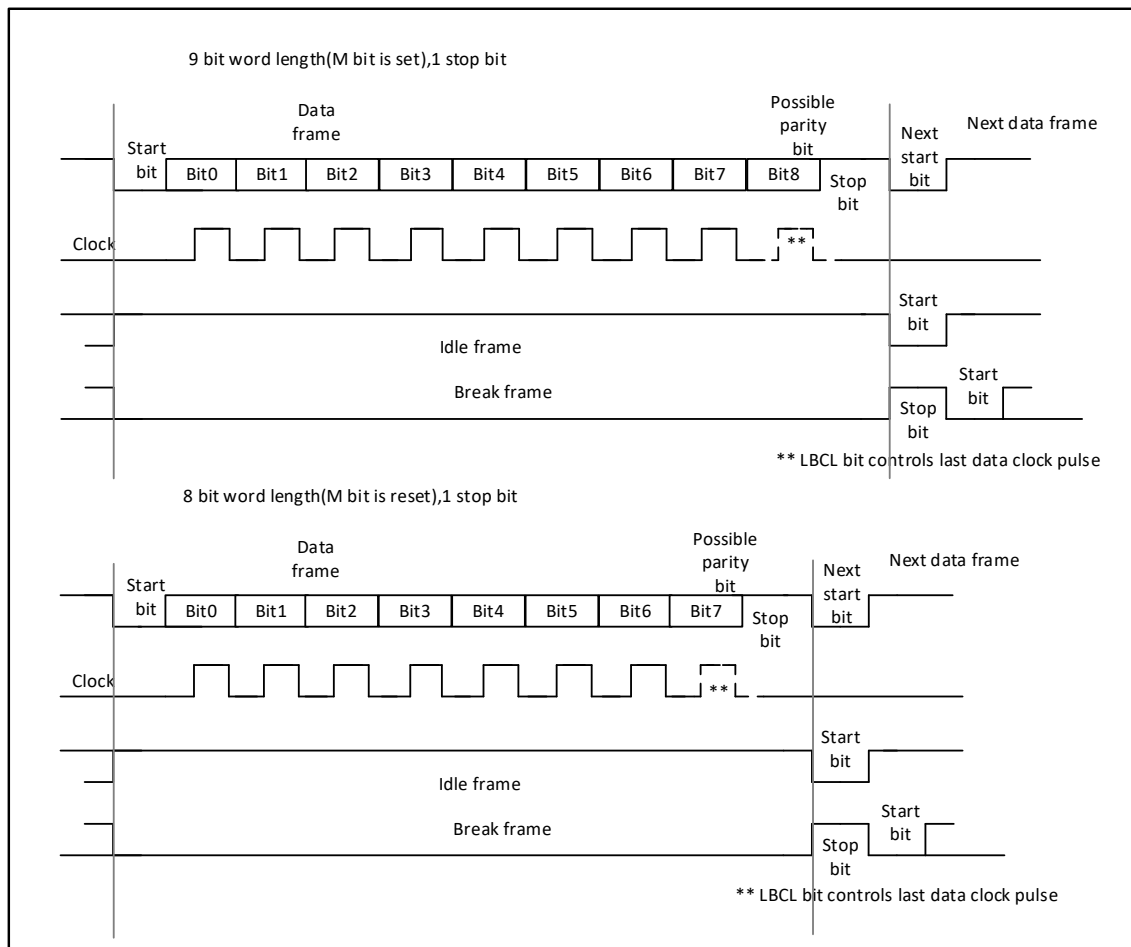 9 bit word length(M bit is set),1 stop bit
Data
frame
Possible
parity
bit
Next data frame
Start
bit
Next
start
bit
Bit0 Bit1 Bit2 Bit3 Bit4 Bit5 Bit6 Bit7 Bit8
Stop
bit
Clock
**
Start
bit
Idle frame
Break frame
Start
bit
Stop
bit
** LBCL bit controls last data clock pulse
8 bit word length(M bit is reset),1 stop bit
Data
frame
Possible
parity
bit
Next data frame
Start
bit
Next
start
bit
Bit0 Bit1 Bit2 Bit3 Bit4 Bit5 Bit6 Bit7
Stop
bit
Clock
**
Start
bit
Idle frame
Break frame
Start
bit
Stop
bit
** LBCL bit controls last data clock pulse